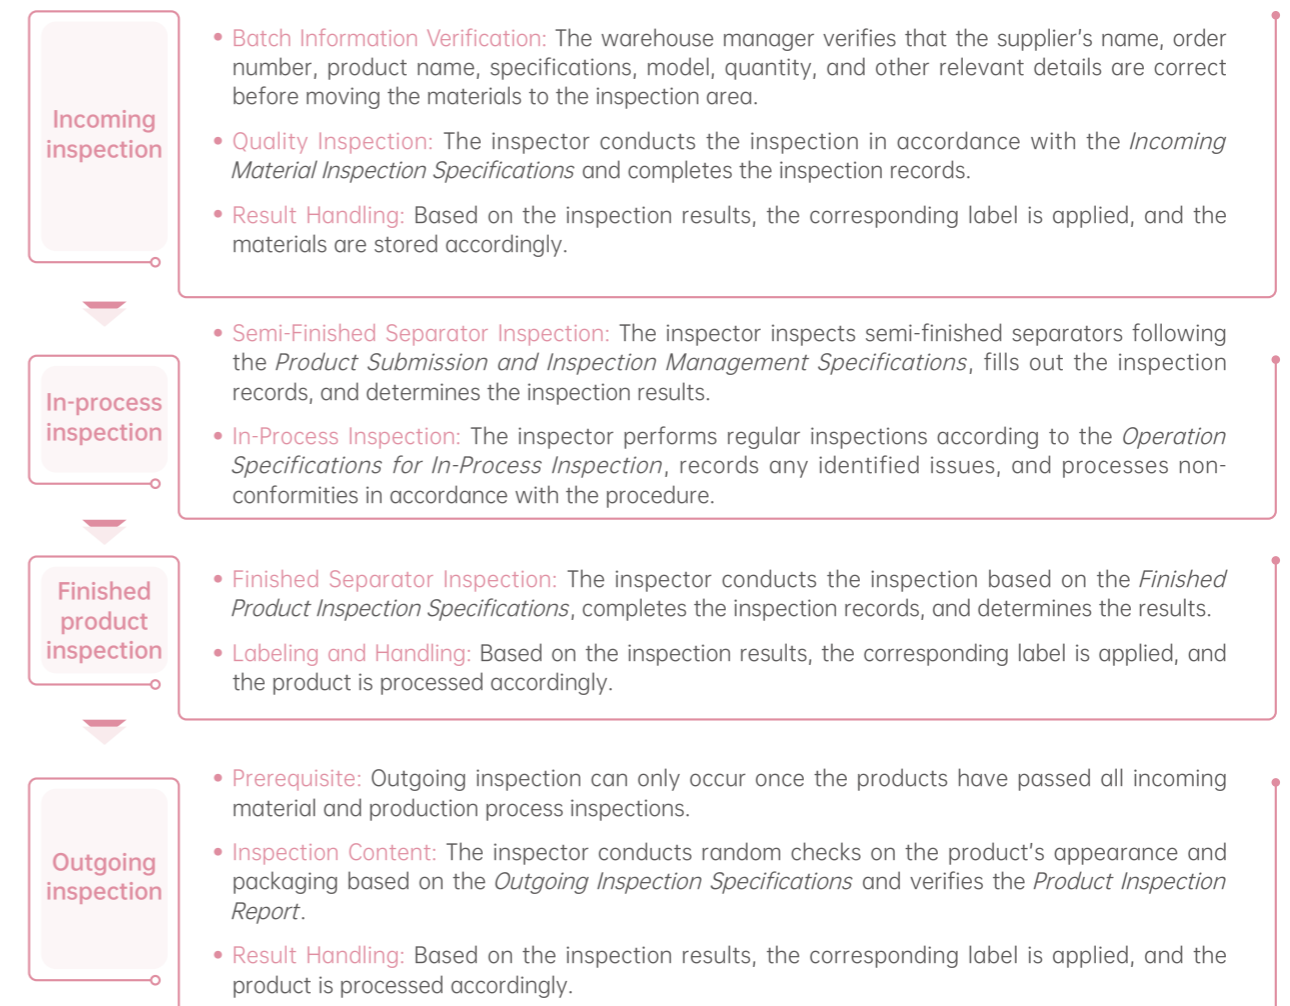 Incoming
inspection
• Batch Information Verification: The warehouse manager verifies that the supplier's name, order
number, product name, specifications, model, quantity, and other relevant details are correct
before moving the materials to the inspection area.
• Quality Inspection: The inspector conducts the inspection in accordance with the Incoming
Material Inspection Specifications and completes the inspection records.
• Result Handling: Based on the inspection results, the corresponding label is applied, and the
materials are stored accordingly.
In-process
inspection
• Semi-Finished Separator Inspection: The inspector inspects semi-finished separators following
the Product Submission and Inspection Management Specifications, fills out the inspection
records, and determines the inspection results.
• In-Process Inspection: The inspector performs regular inspections according to the Operation
Specifications for In-Process Inspection, records any identified issues, and processes non-
conformities in accordance with the procedure.
Finished
product
inspection
• Finished Separator Inspection: The inspector conducts the inspection based on the Finished
Product Inspection Specifications, completes the inspection records, and determines the results.
• Labeling and Handling: Based on the inspection results, the corresponding label is applied, and
the product is processed accordingly.
Outgoing
inspection
• Prerequisite: Outgoing inspection can only occur once the products have passed all incoming
material and production process inspections.
• Inspection Content: The inspector conducts random checks on the product's appearance and
packaging based on the Outgoing Inspection Specifications and verifies the Product Inspection
Report.
• Result Handling: Based on the inspection results, the corresponding label is applied, and the
product is processed accordingly.